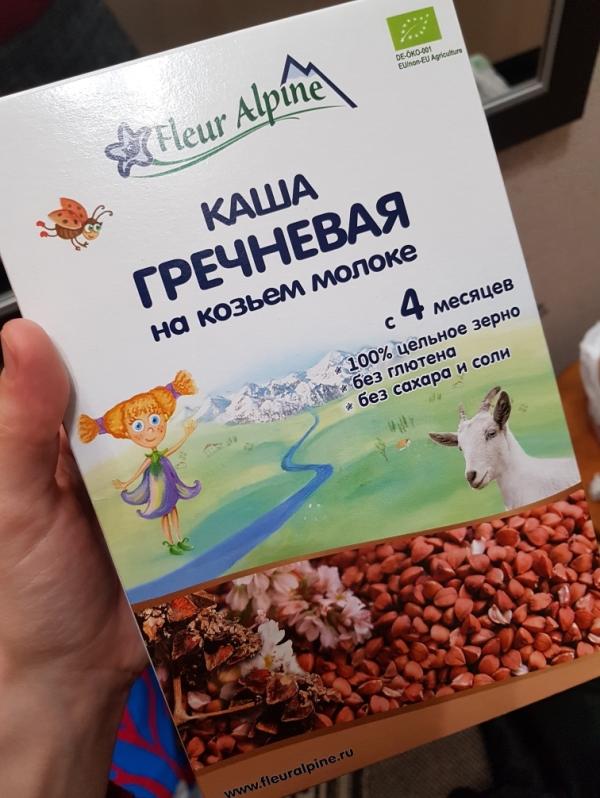 DE-ÖKO-001
EU/non-EU Agriculture
Fleur Alpine
КАША
ГРЕЧНЕВАЯ
на козьем молоке
с 4 месяцев
* 100% цельное зерно
* без глютена
* без сахара и соли
www.fleuralpine.ru